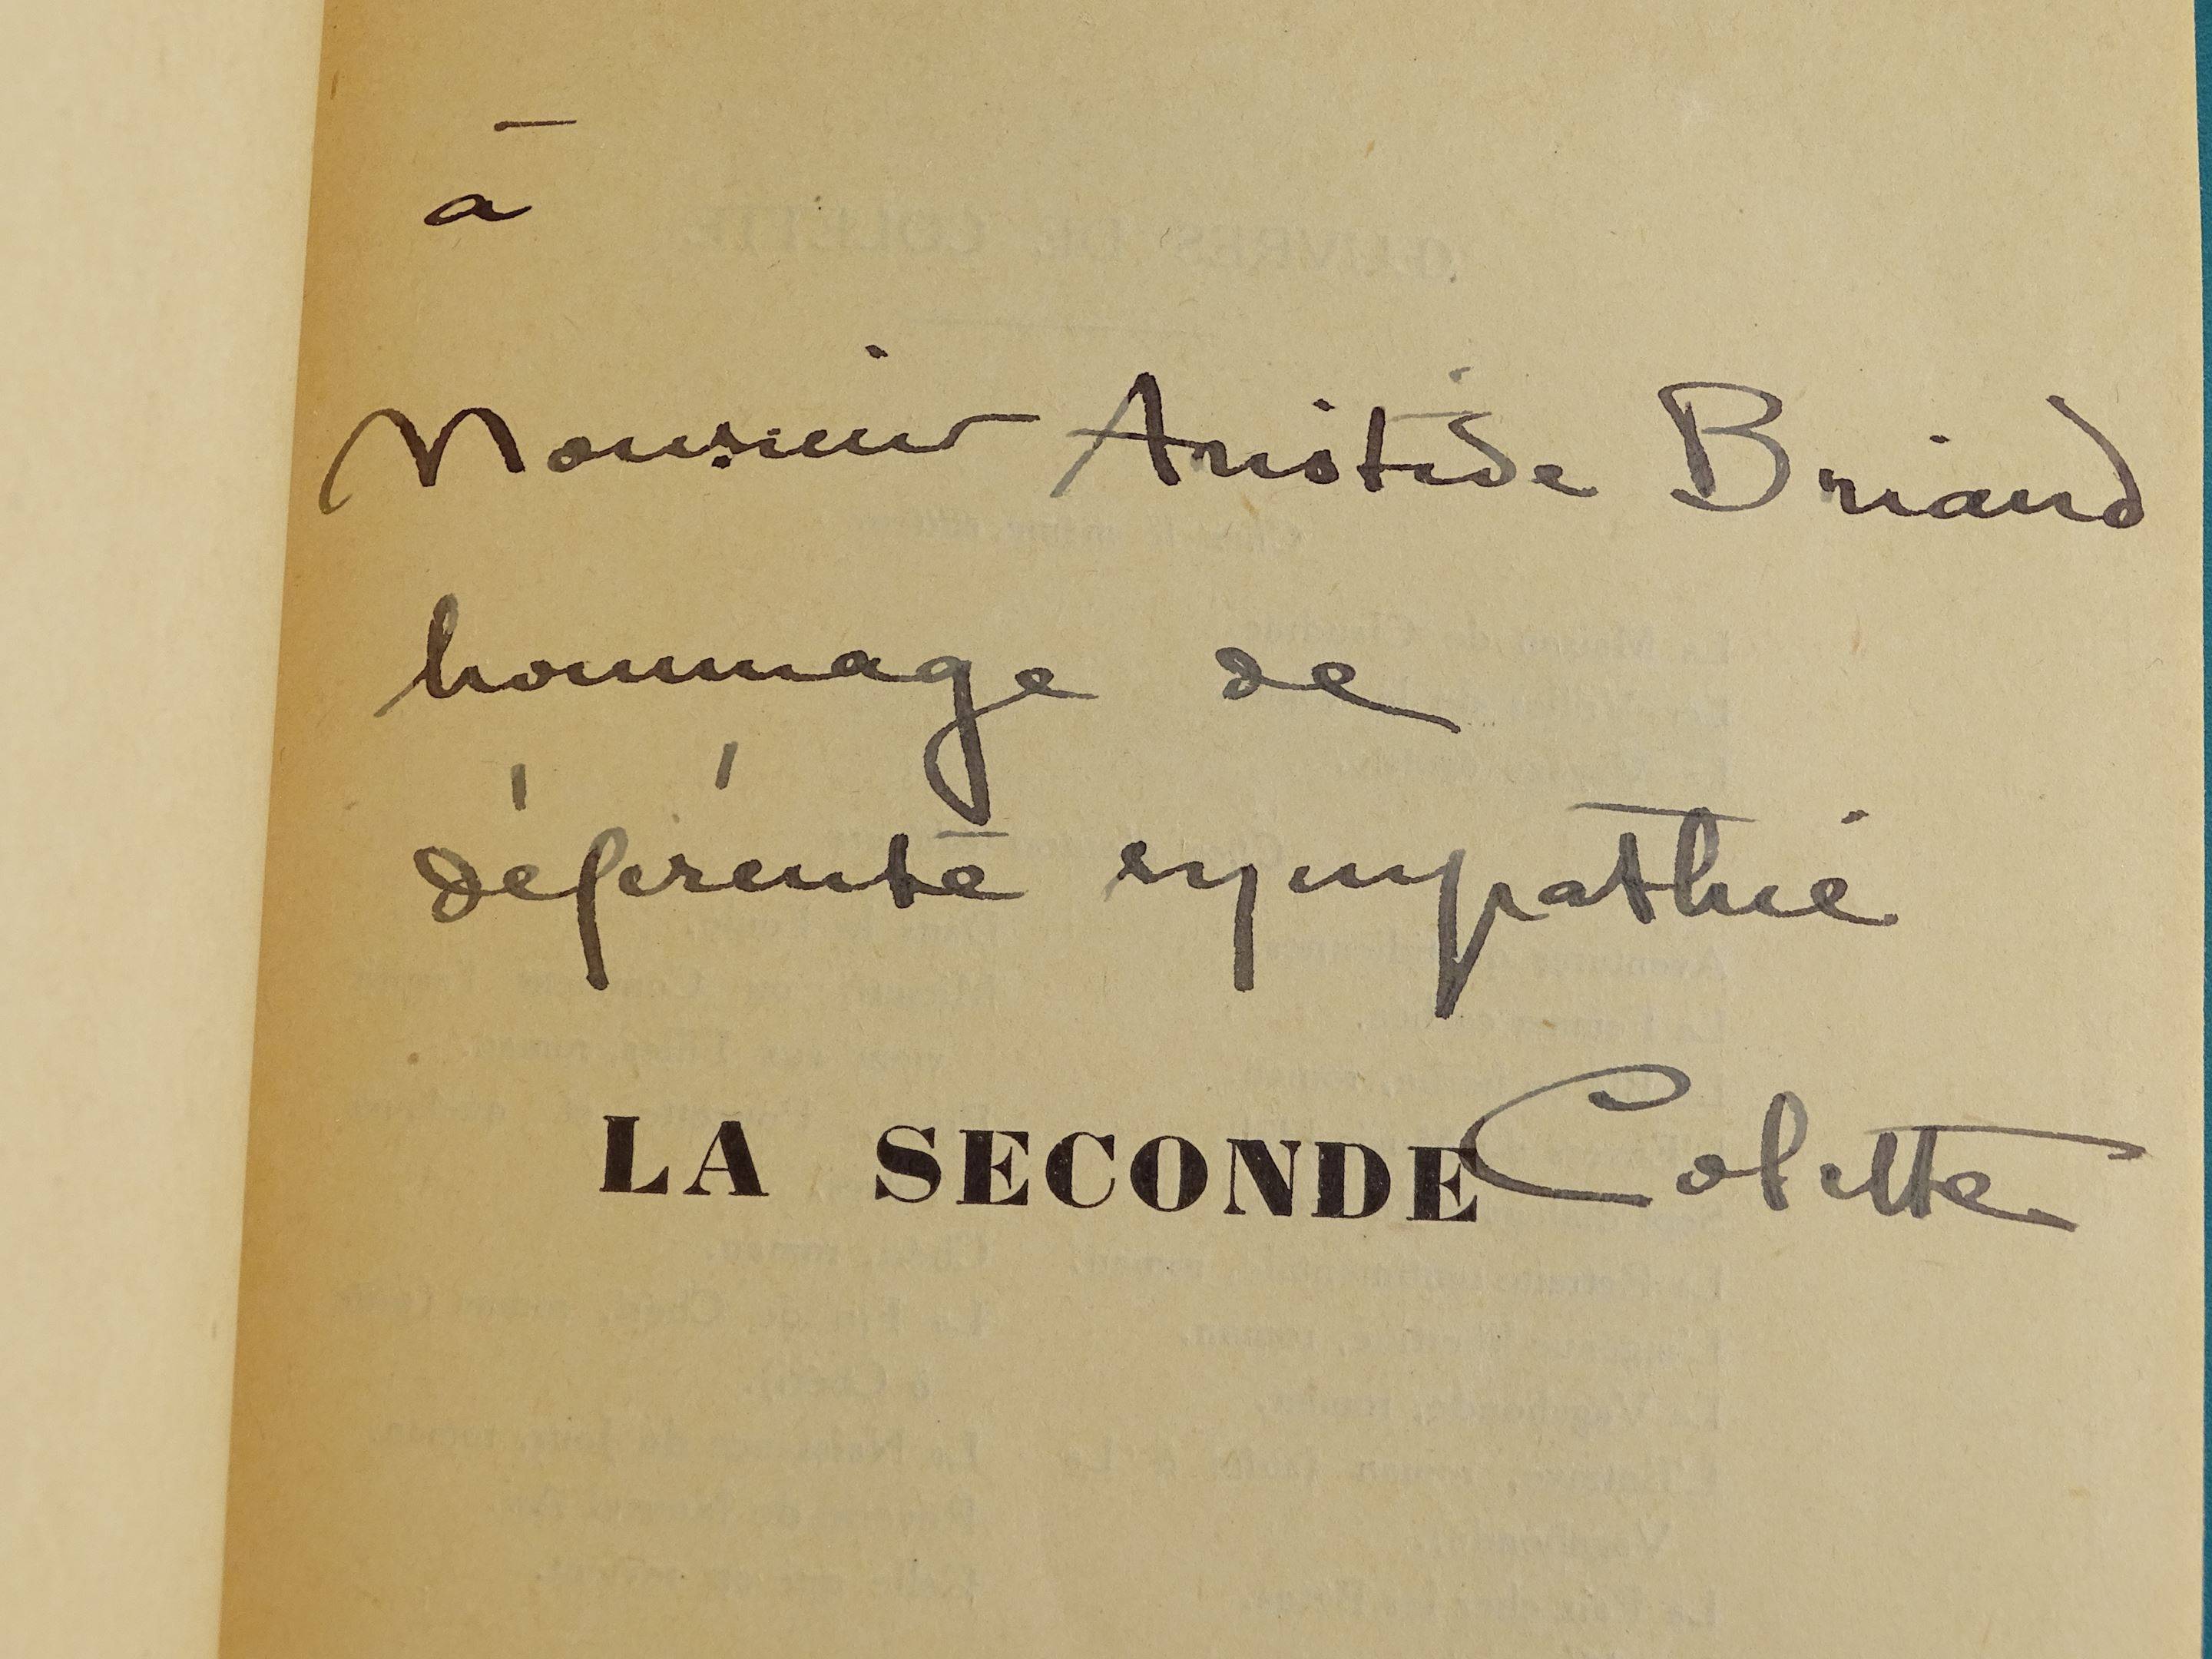 à
Monsieur Aristide Briand
hommage de
déférente sympathie
LA SECONDE Colette